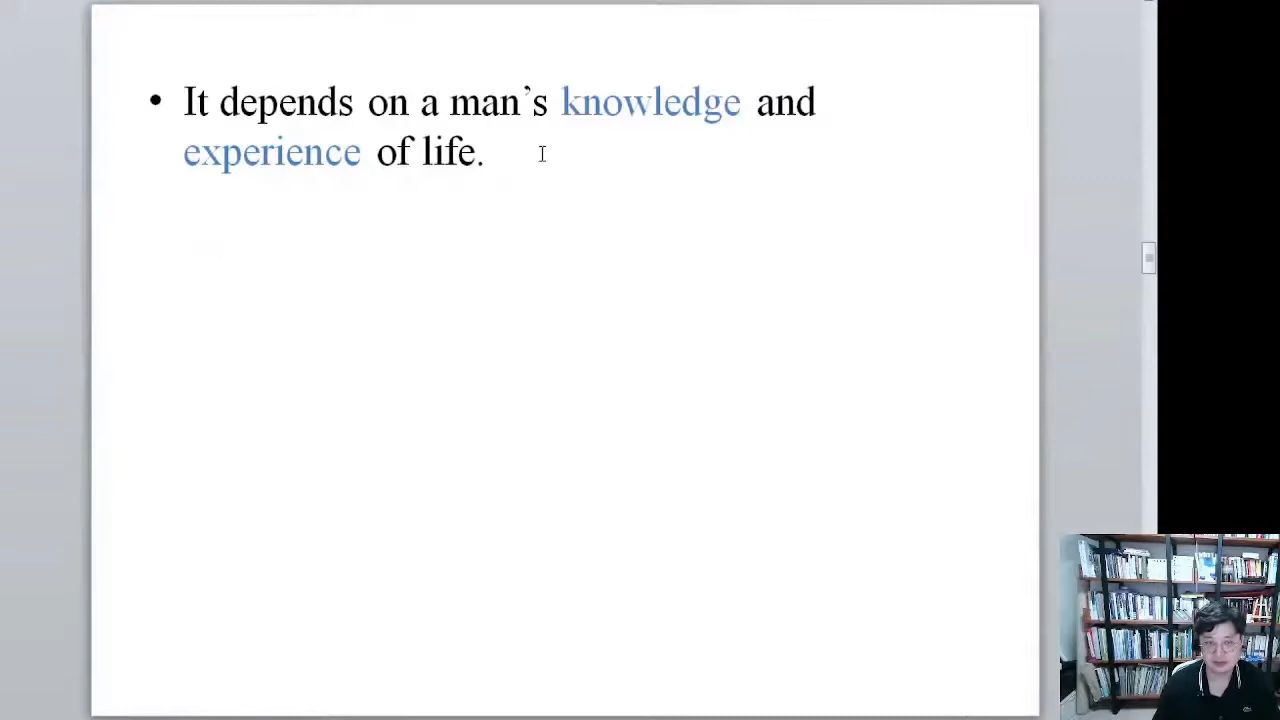 • It depends on a man’s knowledge and
experience of life.